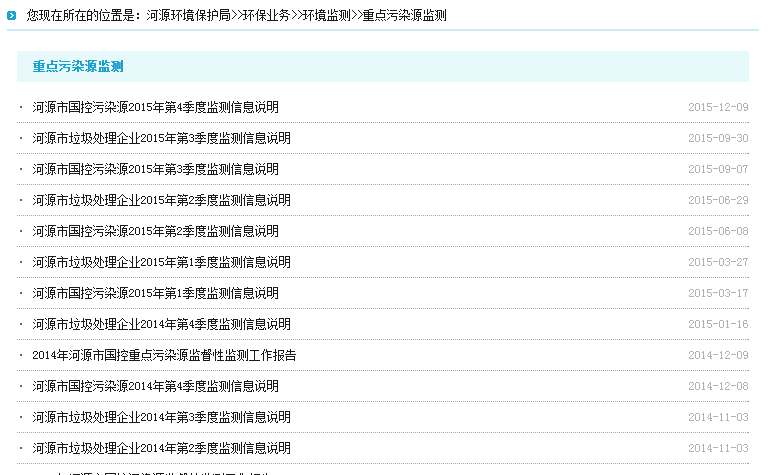 您现在所在的位置是：河源环境保护局>>环保业务>>环境监测>>重点污染源监测
重点污染源监测
· 河源市国控污染源2015年第4季度监测信息说明 2015-12-09
· 河源市垃圾处理企业2015年第3季度监测信息说明 2015-09-30
· 河源市国控污染源2015年第3季度监测信息说明 2015-09-07
· 河源市垃圾处理企业2015年第2季度监测信息说明 2015-06-29
· 河源市国控污染源2015年第2季度监测信息说明 2015-06-08
· 河源市垃圾处理企业2015年第1季度监测信息说明 2015-03-27
· 河源市国控污染源2015年第1季度监测信息说明 2015-03-17
· 河源市垃圾处理企业2014年第4季度监测信息说明 2015-01-16
· 2014年河源市国控重点污染源监督性监测工作报告 2014-12-09
· 河源市国控污染源2014年第4季度监测信息说明 2014-12-08
· 河源市垃圾处理企业2014年第3季度监测信息说明 2014-11-03
· 河源市垃圾处理企业2014年第2季度监测信息说明 2014-11-03